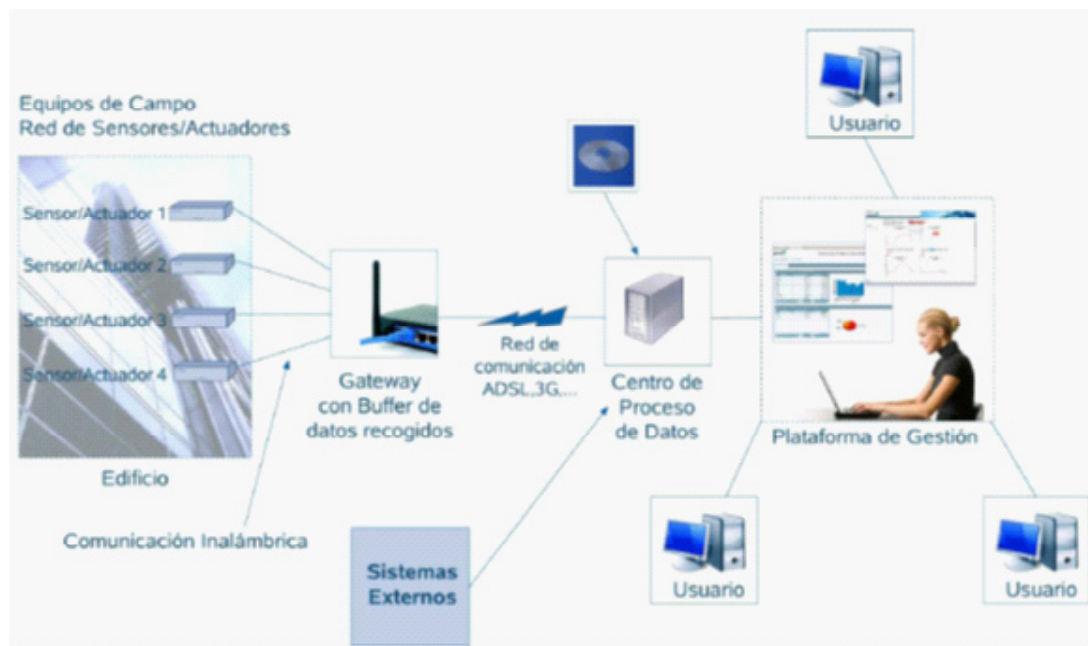 Equipos de Campo
Red de Sensores/Actuadores
Sensor/Actuador 1
Sensor/Actuador 2
Sensor/Actuador 3
Sensor/Actuador 4
Edificio
Comunicación Inalámbrica
Gateway
con Buffer de
datos recogidos
Red de
comunicación
ADSL,3G,...
Centro de
Proceso
de Datos
Sistemas
Externos
Usuario
Plataforma de Gestión
Usuario
Usuario